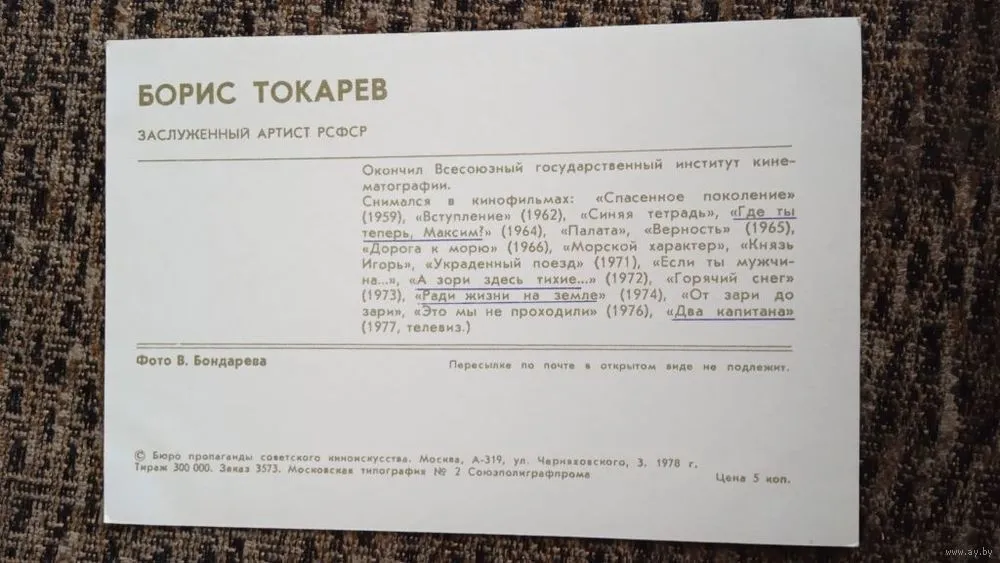 БОРИС ТОКАРЕВ
ЗАСЛУЖЕННЫЙ АРТИСТ РСФСР
Окончил Всесоюзный государственный институт кине-
матографии.
Снимался в кинофильмах: «Спасенное поколение»
(1959), «Вступление» (1962), «Синяя тетрадь», «Где ты
теперь, Максим?» (1964), «Палата», «Верность» (1965),
«Дорога к морю» (1966), «Морской характер», «Князь
Игорь», «Украденный поезд» (1971), «Если ты мужчи-
на...», «А зори здесь тихие...» (1972), «Горячий снег»
(1973), «Ради жизни на земле» (1974), «От зари до
зари», «Это мы не проходили» (1976), «Два капитана»
(1977, телевиз.)
Фото В. Бондарева
Пересылке по почте в открытом виде не подлежит.
© Бюро пропаганды советского киноискусства. Москва, А-319, ул. Черняховского, 3. 1978 г.
Тираж 300 000. Заказ 3573. Московская типография № 2 Союзполиграфпрома
Цена 5 коп.
www.ay.by